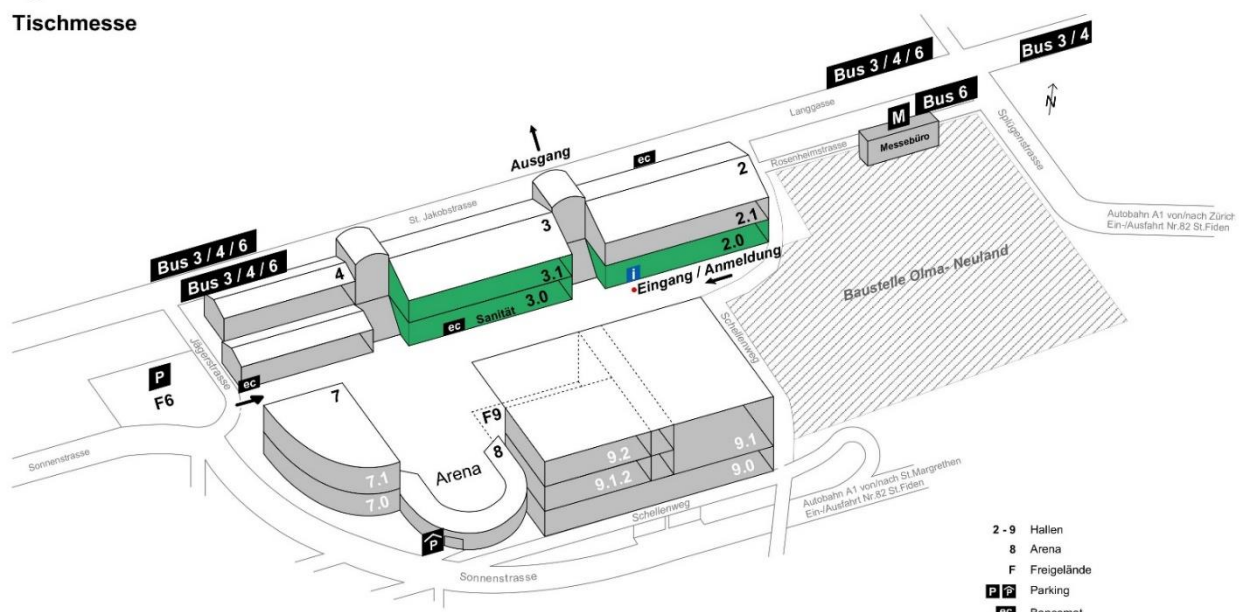 Tischmesse
Bus 3 / 4
Bus 3 / 4 / 6
Bus 6
M
N
Langgasse
Messebüro
Rosenheimstrasse
Splügenstrasse
Ausgang
ec
2
St. Jakobstrasse
3
2.1
Autobahn A1 von/nach Zürich
Ein-/Ausfahrt Nr.82 St.Fiden
Bus 3 / 4 / 6
Bus 3 / 4 / 6
4
3.1
2.0
i
Eingang / Anmeldung
Baustelle Olma- Neuland
3.0
Sanität
ec
Schellenweg
Jägerstrasse
P
F6
ec
7
F9
8
Arena
9.2
9.1
9.1.2
9.0
7.1
7.0
Sonnenstrasse
Autobahn A1 von/nach St.Margrethen
Ein-/Ausfahrt Nr.82 St.Fiden
Schellenweg
P
Sonnenstrasse
2 - 9 Hallen
8 Arena
F Freigelände
P P Parking
ec Bancomat